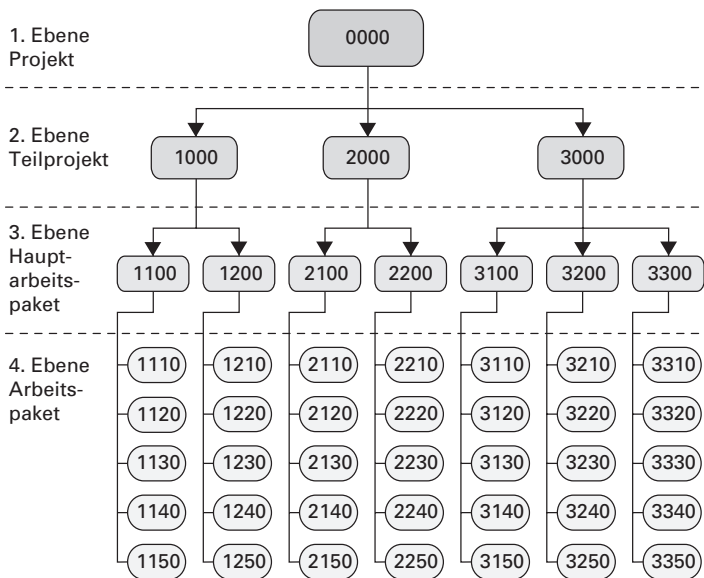 1. Ebene
Projekt
0000
2. Ebene
Teilprojekt
1000 2000 3000
3. Ebene
Haupt-
arbeits-
paket
1100 1200 2100 2200 3100 3200 3300
4. Ebene
Arbeits-
paket
1110 1210 2110 2210 3110 3210 3310
1120 1220 2120 2220 3120 3220 3320
1130 1230 2130 2230 3130 3230 3330
1140 1240 2140 2240 3140 3240 3340
1150 1250 2150 2250 3150 3250 3350